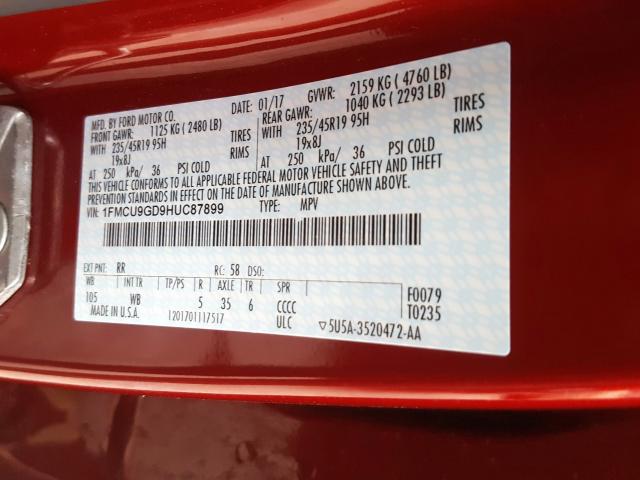 MFD. BY FORD MOTOR CO. DATE: 01/17 GVWR: 2159 KG ( 4760 LB)
FRONT GAWR: 1125 KG ( 2480 LB) REAR GAWR: 1040 KG ( 2293 LB)
WITH 235/45R19 95H TIRES WITH 235/45R19 95H TIRES
19x8J RIMS 19x8J RIMS
AT 250 kPa/ 36 PSI COLD AT 250 kPa/ 36 PSI COLD
THIS VEHICLE CONFORMS TO ALL APPLICABLE FEDERAL MOTOR VEHICLE SAFETY AND THEFT
PREVENTION STANDARDS IN EFFECT ON THE DATE OF MANUFACTURE SHOWN ABOVE.
VIN: 1FMCU9GD9HUC87899 TYPE: MPV
EXT PNT: RR RC: 58 DSO:
WB INT TR TP/PS R AXLE TR SPR
105 WB 5 35 6 CCCC F0079
MADE IN U.S.A. 1201701117517 ULC T0235
▽5U5A-3520472-AA